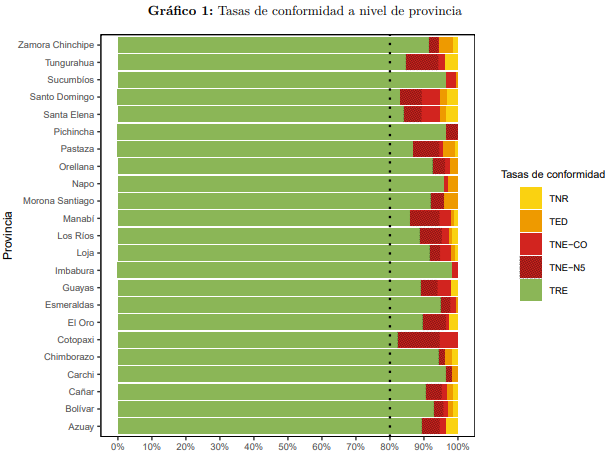 Gráfico 1: Tasas de conformidad a nivel de provincia
Zamora Chinchipe
Tungurahua
Sucumbíos
Santo Domingo
Santa Elena
Pichincha
Pastaza
Orellana
Napo
Morona Santiago
Manabí
Los Ríos
Loja
Imbabura
Guayas
Esmeraldas
El Oro
Cotopaxi
Chimborazo
Carchi
Cañar
Bolívar
Azuay
Provincia
0% 10% 20% 30% 40% 50% 60% 70% 80% 90% 100%
Tasas de conformidad
TNR
TED
TNE-CO
TNE-N5
TRE